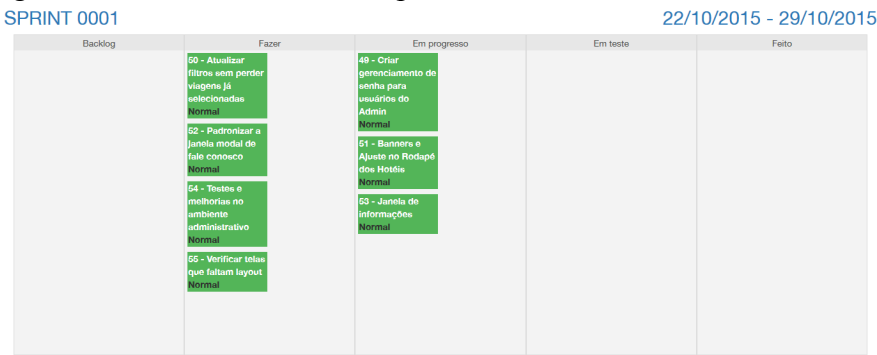 SPRINT 0001
22/10/2015 - 29/10/2015
Backlog
Fazer
Em progresso
Em teste
Feito
50 - Atualizar
filtros sem perder
viagens já
selecionadas
Normal
52 - Padronizar a
janela modal de
fale conosco
Normal
54 - Testes e
melhorias no
ambiente
administrativo
Normal
55 - Verificar telas
que faltam layout
Normal
49 - Criar
gerenciamento de
senha para
usuários do
Admin
Normal
51 - Banners e
Ajuste no Rodapé
dos Hotéis
Normal
53 - Janela de
informações
Normal